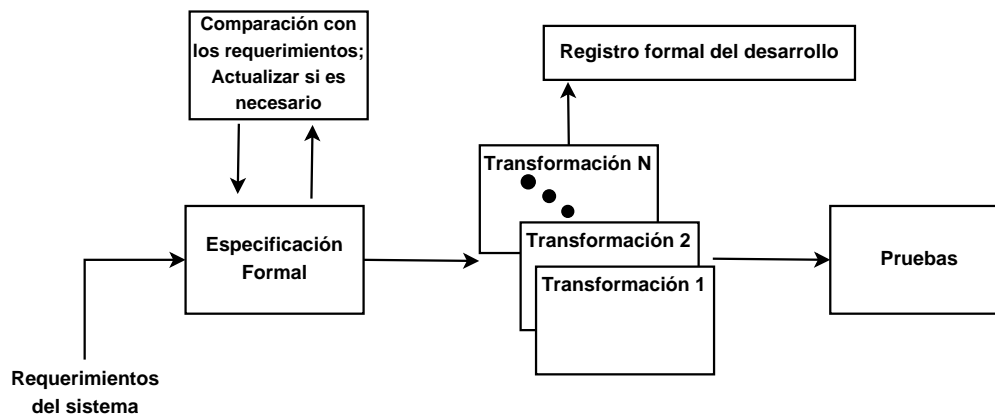 Comparación con
los requerimientos;
Actualizar si es
necesario
Registro formal del desarrollo
Transformación N
Transformación 2
Transformación 1
Especificación
Formal
Pruebas
Requerimientos
del sistema